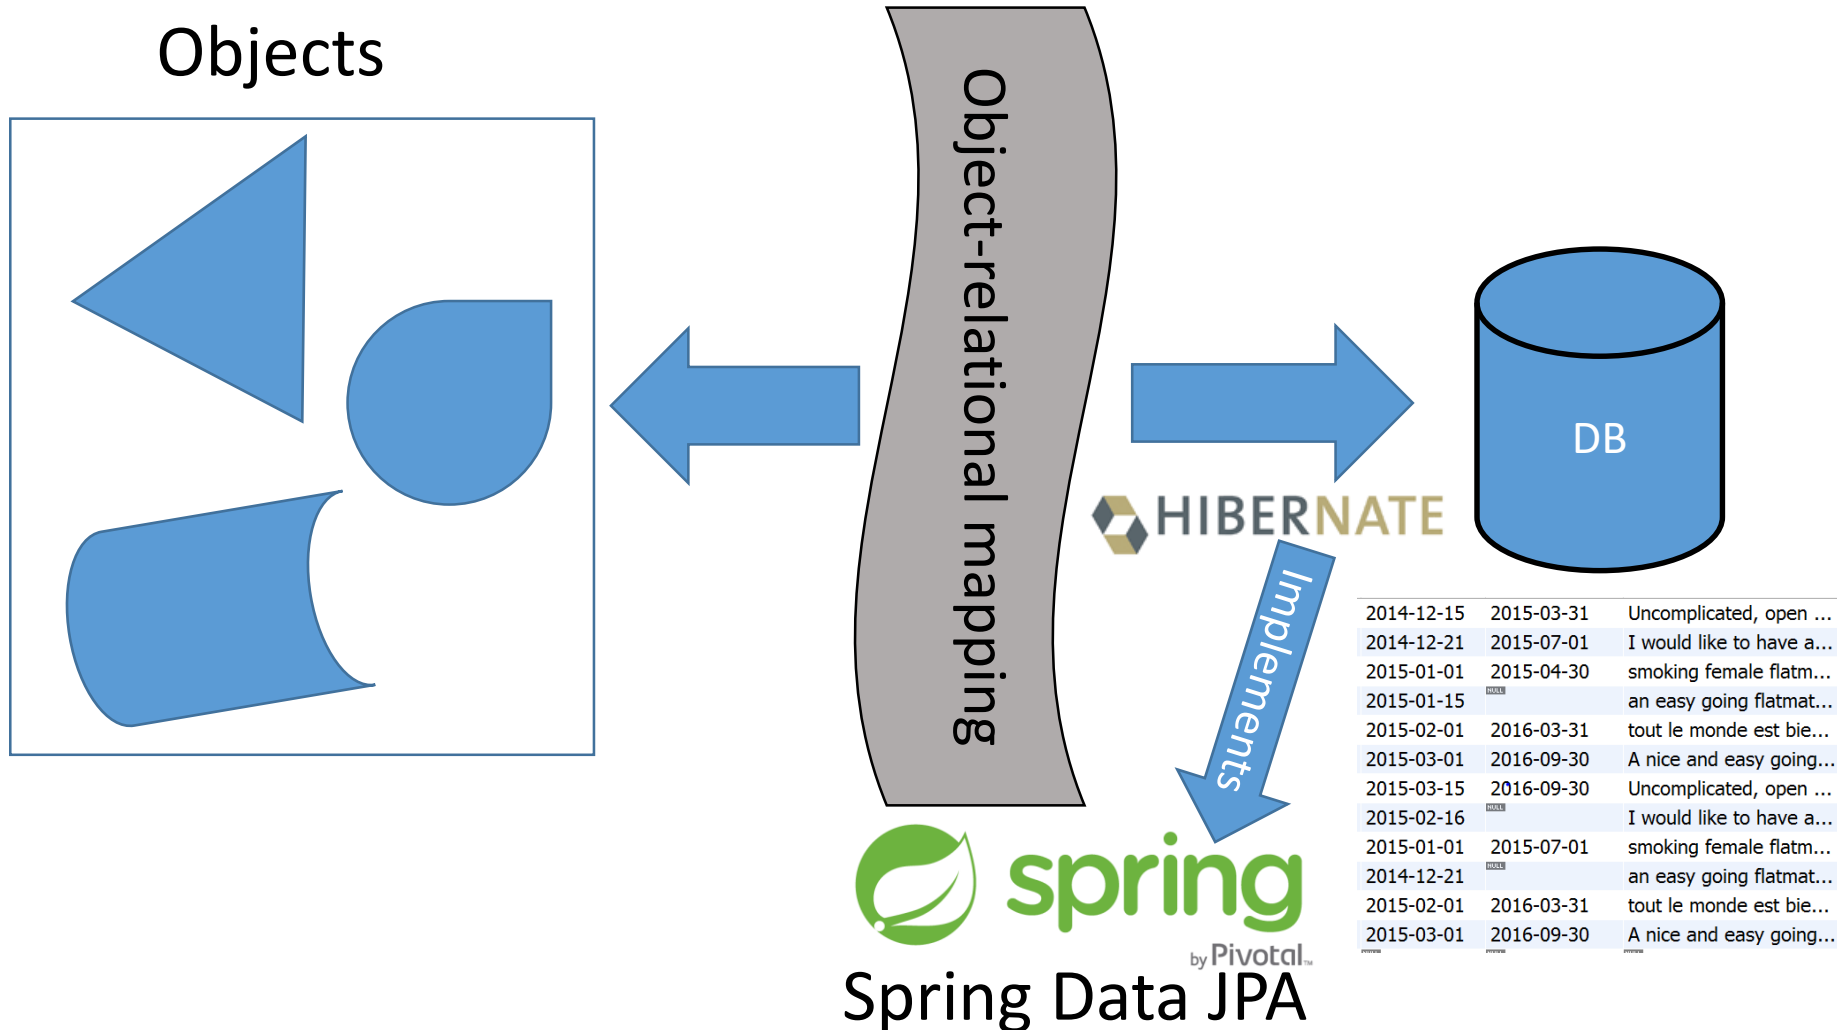 Objects
Object-relational mapping
DB
HIBERNATE
Implements
spring
by Pivotal™
Spring Data JPA
2014-12-15 2015-03-31 Uncomplicated, open ...
2014-12-21 2015-07-01 I would like to have a...
2015-01-01 2015-04-30 smoking female flatm...
2015-01-15 NULL an easy going flatmat...
2015-02-01 2016-03-31 tout le monde est bie...
2015-03-01 2016-09-30 A nice and easy going...
2015-03-15 2016-09-30 Uncomplicated, open ...
2015-02-16 NULL I would like to have a...
2015-01-01 2015-07-01 smoking female flatm...
2014-12-21 NULL an easy going flatmat...
2015-02-01 2016-03-31 tout le monde est bie...
2015-03-01 2016-09-30 A nice and easy going...